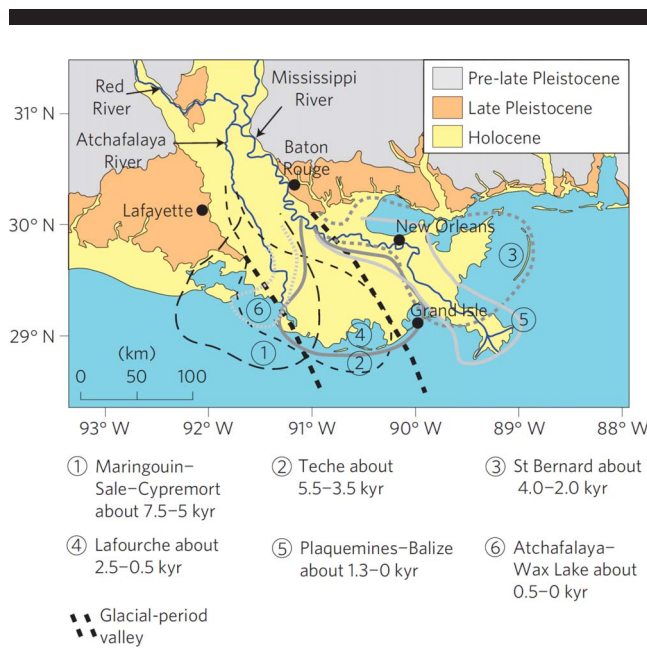 Pre-late Pleistocene
Late Pleistocene
Holocene
Red
River
Mississippi
River
31° N
Atchafalaya
River
Baton
Rouge
Lafayette
30° N
New Orleans
3
29° N
6
4
Grand Isle
5
(km)
1
2
0 50 100
93° W 92° W 91° W 90° W 89° W 88° W
1 Maringouin–
Sale–Cypremort
about 7.5–5 kyr
2 Teche about
5.5–3.5 kyr
3 St Bernard about
4.0–2.0 kyr
4 Lafourche about
2.5–0.5 kyr
5 Plaquemines–Balize
about 1.3–0 kyr
6 Atchafalaya–
Wax Lake about
0.5–0 kyr
Glacial-period
valley